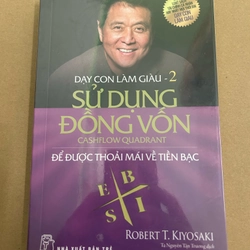 DẠY CON LÀM GIÀU - 2
SỬ DỤNG
ĐỒNG VỐN
CASHFLOW QUADRANT
ĐỂ ĐƯỢC THOẢI MÁI VỀ TIỀN BẠC
E B
S I
ROBERT T. KIYOSAKI
NHÀ XUẤT BẢN TRẺ